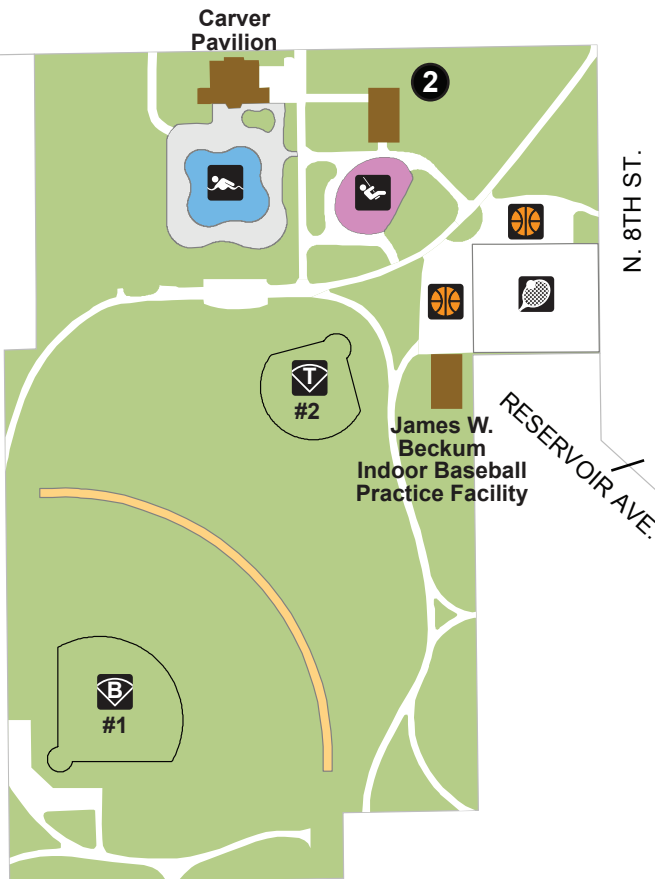 Carver
Pavilion
2
N. 8TH ST.
T
#2
James W.
Beckum
Indoor Baseball
Practice Facility
RESERVOIR AVE.
B
#1